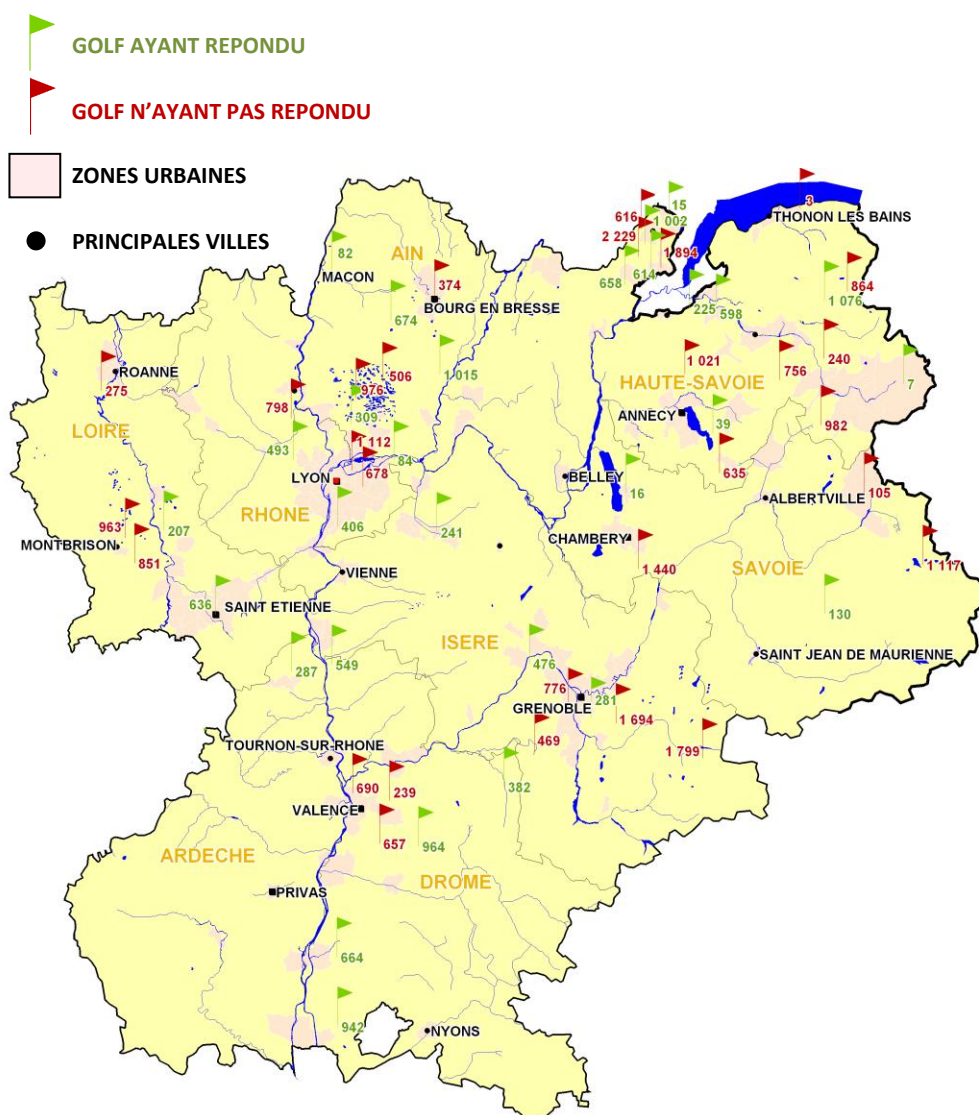 GOLF AYANT REPONDU
GOLF N'AYANT PAS REPONDU
ZONES URBAINES
PRINCIPALES VILLES
3
15
616
1 002
THONON LES BAINS
2 229
82
AIN
1 894
MACON
374
658
614
864
BOURG EN BRESSE
225
598
1 076
674
240
ROANNE
506
1 015
1 021
756
7
275
976
HAUTE-SAVOIE
798
309
ANNECY
39
982
LOIRE
493
1 112
84
635
LYON
678
BELLEY
16
105
ALBERTVILLE
RHONE
963
207
406
241
MONTBRISON
851
CHAMBERY
1 440
1 117
SAVOIE
VIENNE
636
SAINT ETIENNE
130
ISERE
287
549
476
SAINT JEAN DE MAURIENNE
776
281
GRENOBLE
1 694
469
1 799
TOURNON-SUR-RHONE
690
239
382
VALENCE
657
964
ARDECHE
DROME
PRIVAS
664
942
NYONS